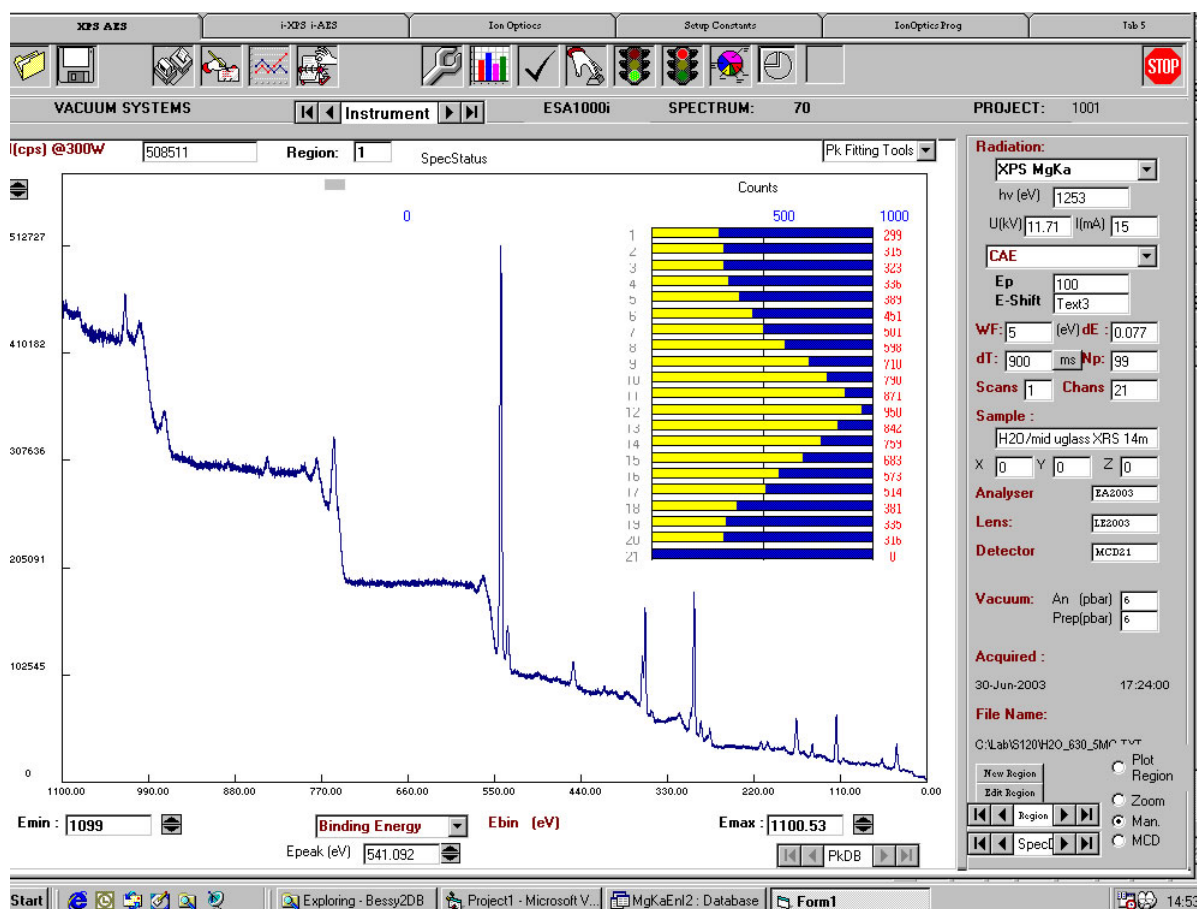 XPS AES i-XPS i-AES Ion Optiocs Setup Constants IonOptics Prog Tab 5
STOP
VACUUM SYSTEMS Instrument ESA1000i SPECTRUM: 70 PROJECT: 1001
I(cps) @300W 508511 Region: 1 SpecStatus Pk Fitting Tools
Counts
0 500 1000
1 299
2 315
3 323
4 336
5 389
6 451
7 501
8 598
9 710
10 790
11 871
12 950
13 842
14 759
15 683
16 573
17 514
18 381
19 335
20 316
21 0
512727
410182
307636
205091
102545
0
1100.00 990.00 880.00 770.00 660.00 550.00 440.00 330.00 220.00 110.00 0.00
Emin : 1099 Binding Energy Ebin (eV) Emax : 1100.53
Epeak (eV) 541.092 PkDB
Radiation:
XPS MgKa
hv (eV) 1253
U(kV) 11.71 I(mA) 15
CAE
Ep 100
E-Shift Text3
WF: 5 (eV) dE : 0.077
dT: 900 ms Np: 99
Scans 1 Chans 21
Sample :
H2O/mid uglass XRS 14m
X 0 Y 0 Z 0
Analyser EA2003
Lens: LE2003
Detector MCD21
Vacuum: An (pbar) 6
Prep(pbar) 6
Acquired :
30-Jun-2003 17:24:00
File Name:
C:\Lab\S120\H2O_630_5MC.TXT
New Region
Edit Region
Region
SpecD
Plot Region
Zoom
Man.
MCD
Start Exploring - Bessy2DB Project1 - Microsoft V... MgKaEnl2 : Database Form1 14:53